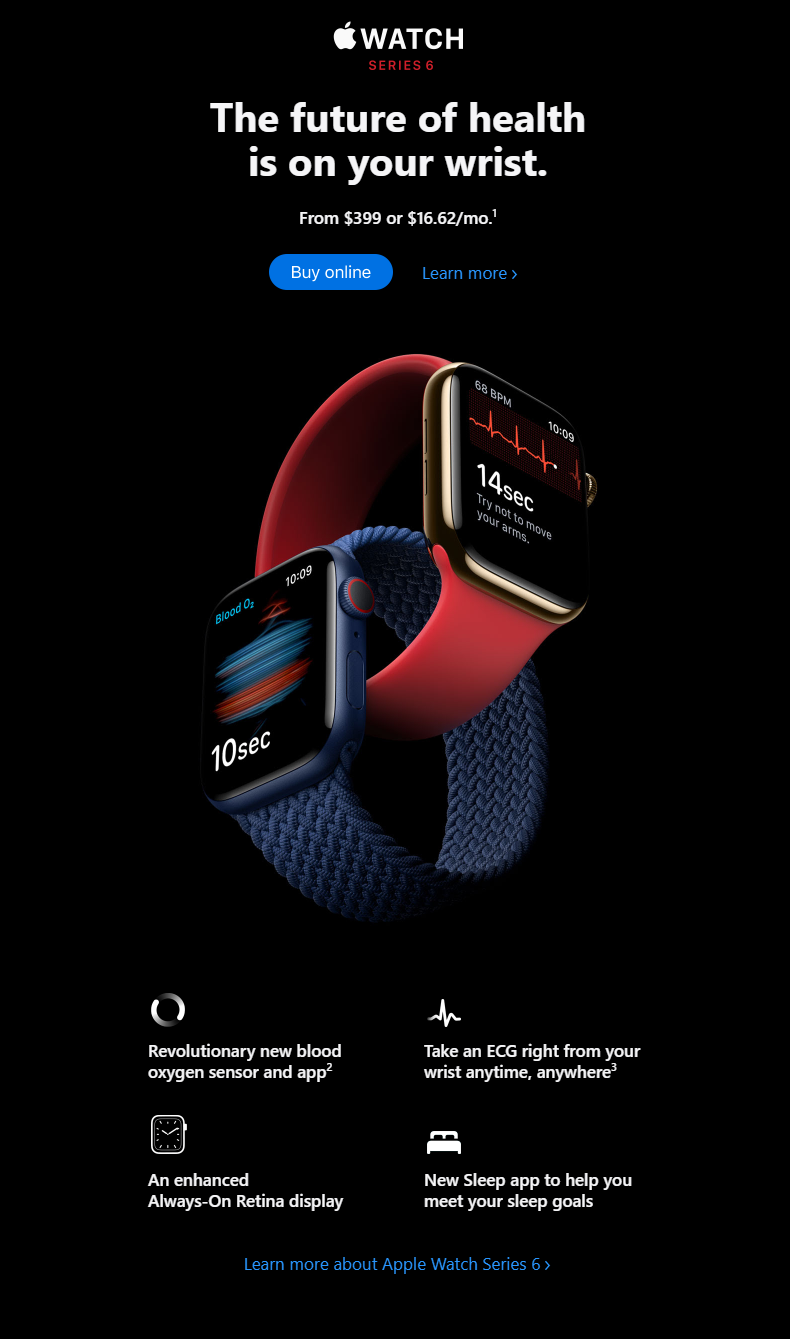 WATCH
SERIES 6
The future of health
is on your wrist.
From $399 or $16.62/mo.¹
Buy online
Learn more ›
68 BPM
10:09
14sec
Try not to move
your arms.
10:09
Blood O₂
10sec
Revolutionary new blood
oxygen sensor and app²
Take an ECG right from your
wrist anytime, anywhere³
An enhanced
Always-On Retina display
New Sleep app to help you
meet your sleep goals
Learn more about Apple Watch Series 6 ›